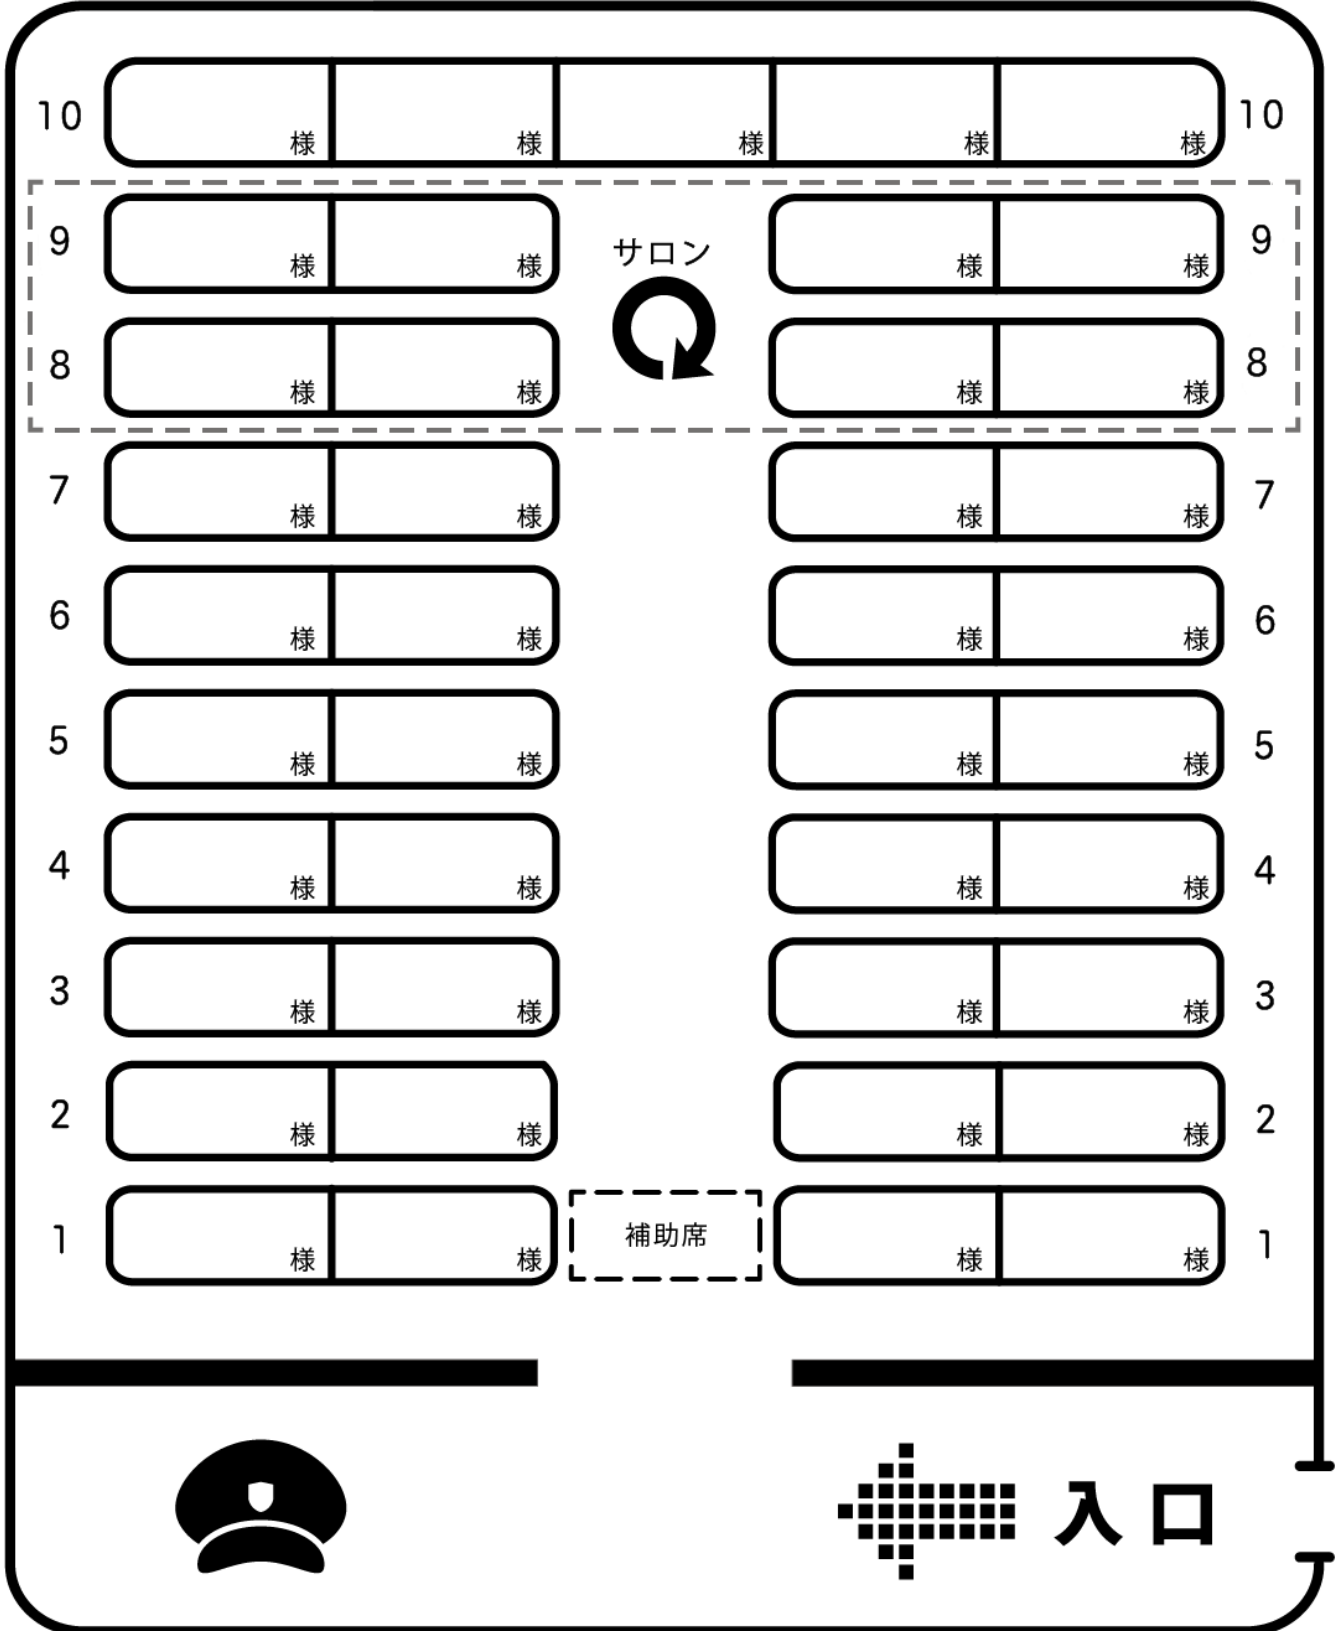 10 様 様 様 様 様 10
9 様 様 サロン 様 様 9
8 様 様 様 様 8
7 様 様 様 様 7
6 様 様 様 様 6
5 様 様 様 様 5
4 様 様 様 様 4
3 様 様 様 様 3
2 様 様 様 様 2
1 様 様 補助席 様 様 1
入口